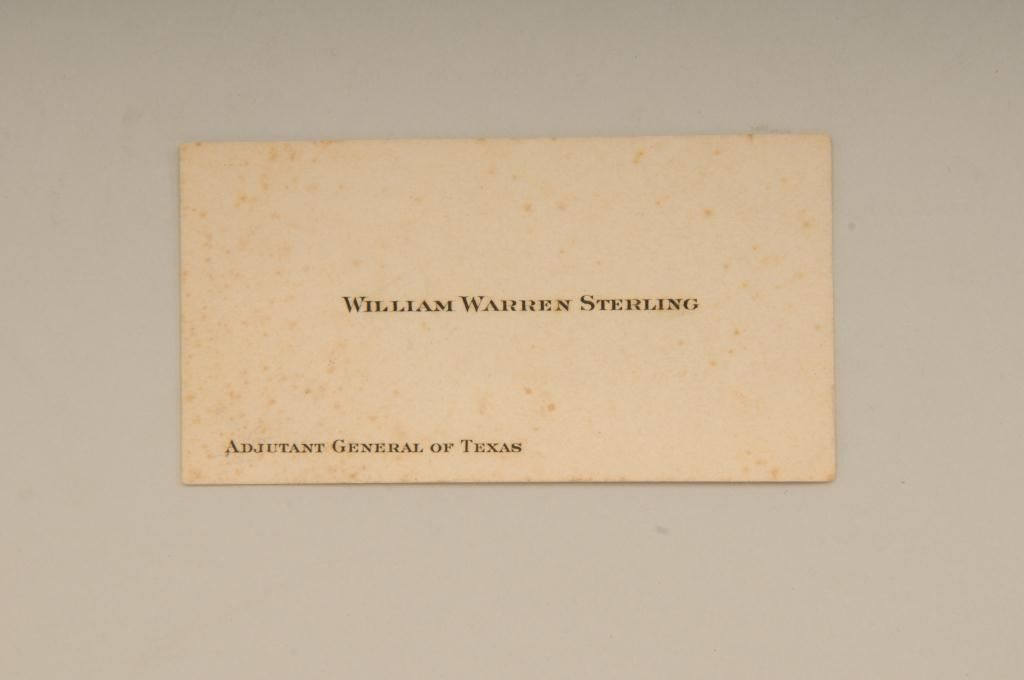 William Warren Sterling
Adjutant General of Texas